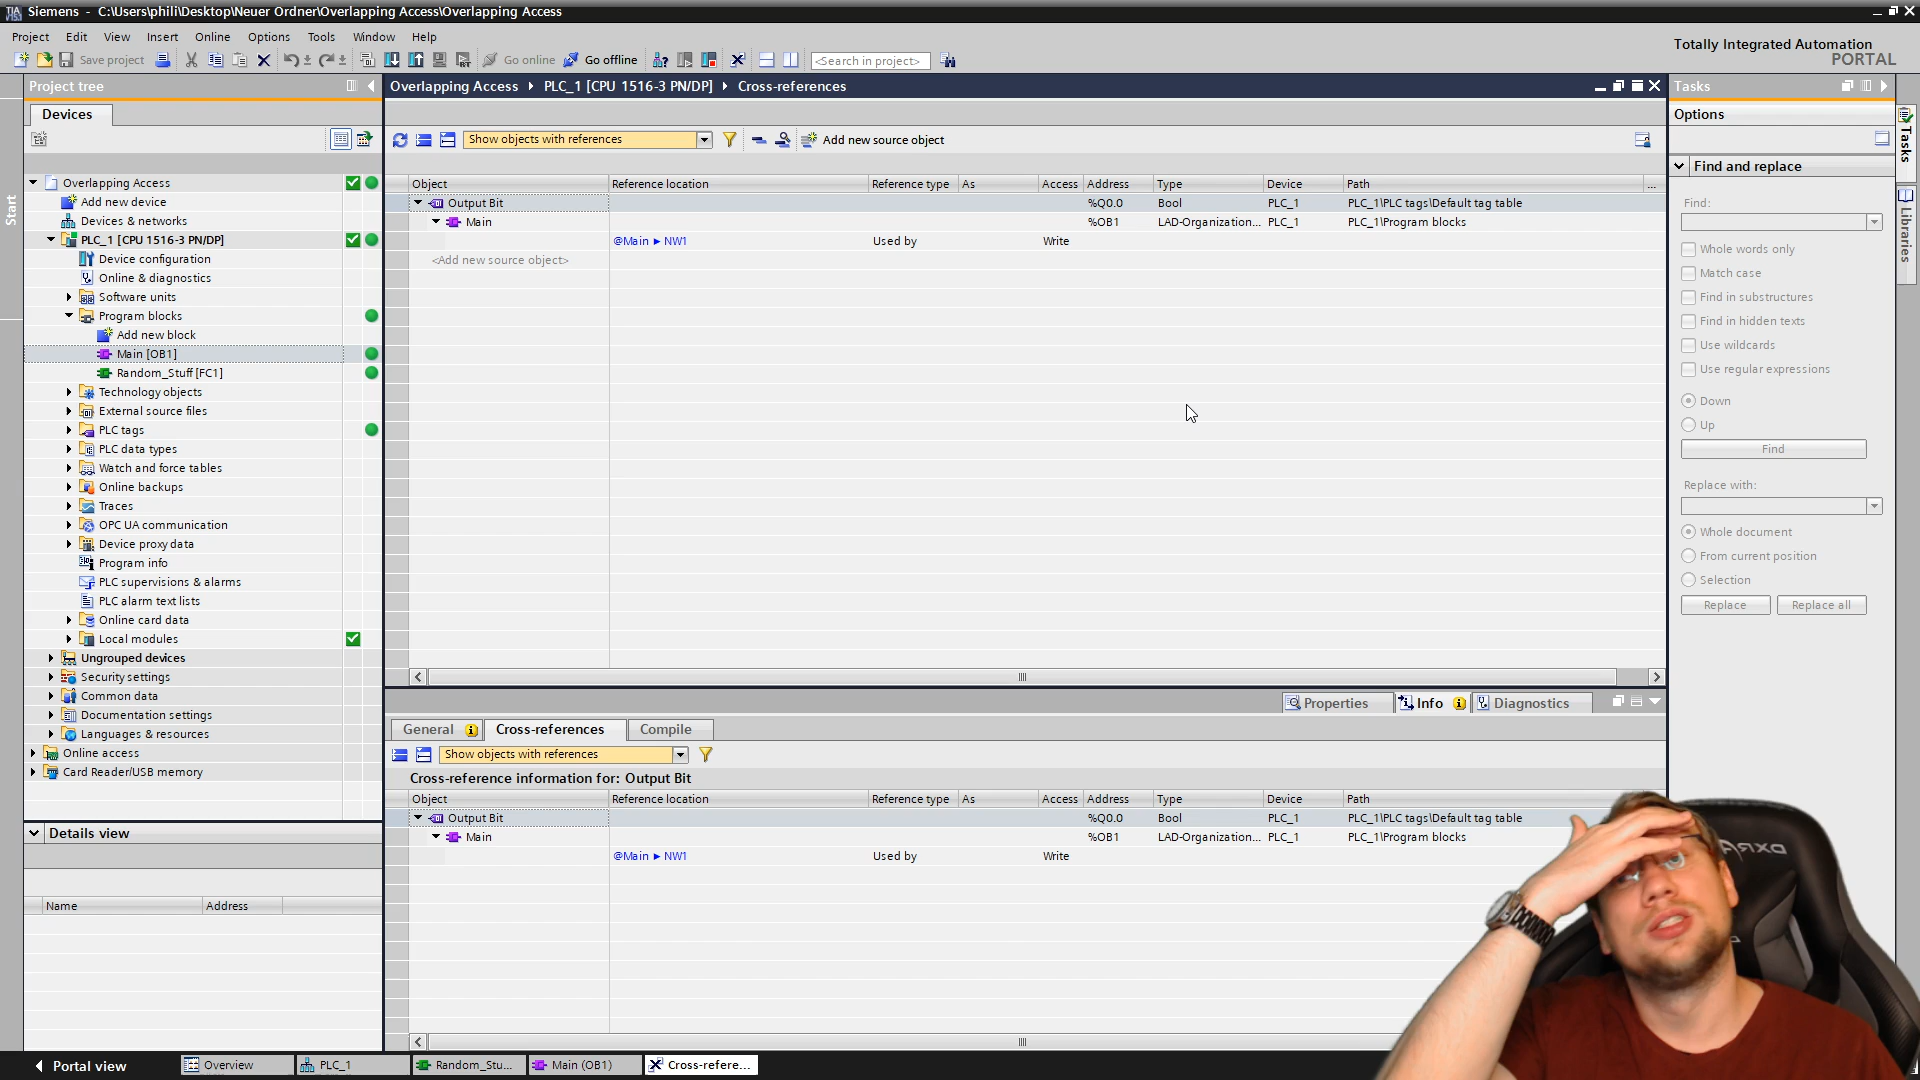 Siemens - C:\Users\phili\Desktop\Neuer Ordner\Overlapping Access\Overlapping Access
Project Edit View Insert Online Options Tools Window Help
Totally Integrated Automation
PORTAL
Save project
Go online
Go offline
<Search in project>
Project tree
Overlapping Access ▸ PLC_1 [CPU 1516-3 PN/DP] ▸ Cross-references
Tasks
Devices
Options
Show objects with references
Add new source object
Start
Tasks
Libraries
Overlapping Access
Add new device
Devices & networks
PLC_1 [CPU 1516-3 PN/DP]
Device configuration
Online & diagnostics
Software units
Program blocks
Add new block
Main [OB1]
Random_Stuff [FC1]
Technology objects
External source files
PLC tags
PLC data types
Watch and force tables
Online backups
Traces
OPC UA communication
Device proxy data
Program info
PLC supervisions & alarms
PLC alarm text lists
Online card data
Local modules
Ungrouped devices
Security settings
Common data
Documentation settings
Languages & resources
Online access
Card Reader/USB memory
Details view
Name Address
Object Reference location Reference type As Access Address Type Device Path ...
Output Bit %Q0.0 Bool PLC_1 PLC_1\PLC tags\Default tag table
Main %OB1 LAD-Organization... PLC_1 PLC_1\Program blocks
@Main ▸ NW1 Used by Write
<Add new source object>
Properties Info Diagnostics
General Cross-references Compile
Show objects with references
Cross-reference information for: Output Bit
Object Reference location Reference type As Access Address Type Device Path
Output Bit %Q0.0 Bool PLC_1 PLC_1\PLC tags\Default tag table
Main %OB1 LAD-Organization... PLC_1 PLC_1\Program blocks
@Main ▸ NW1 Used by Write
Find and replace
Find:
Whole words only
Match case
Find in substructures
Find in hidden texts
Use wildcards
Use regular expressions
Down
Up
Find
Replace with:
Whole document
From current position
Selection
Replace Replace all
Portal view
Overview
PLC_1
Random_Stu...
Main (OB1)
Cross-refere...